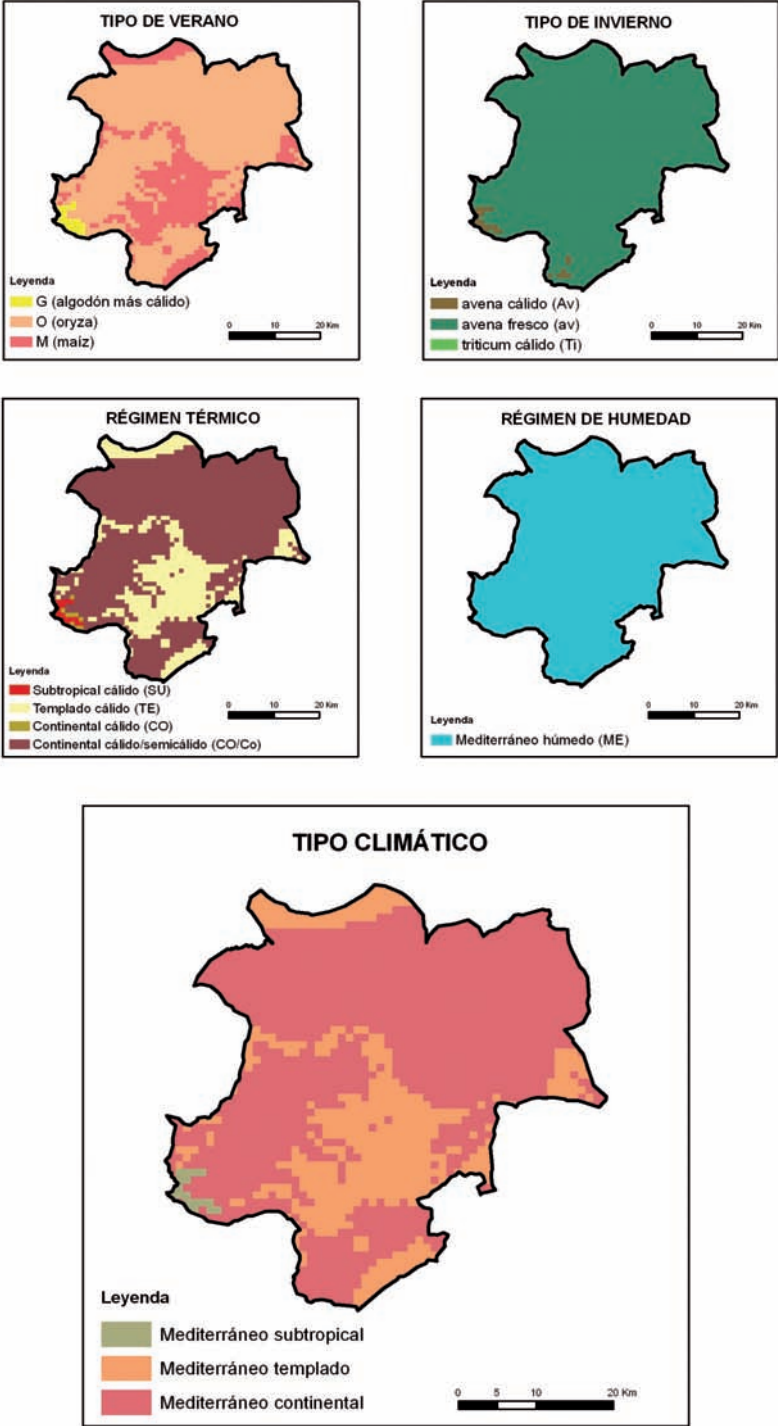 TIPO DE VERANO
Leyenda
G (algodón más cálido)
O (oryza)
M (maíz)
0 10 20 Km
TIPO DE INVIERNO
Leyenda
avena cálido (Av)
avena fresco (av)
triticum cálido (Ti)
0 10 20 Km
RÉGIMEN TÉRMICO
Leyenda
Subtropical cálido (SU)
Templado cálido (TE)
Continental cálido (CO)
Continental cálido/semicálido (CO/Co)
0 10 20 Km
RÉGIMEN DE HUMEDAD
Leyenda
Mediterráneo húmedo (ME)
0 10 20 Km
TIPO CLIMÁTICO
Leyenda
Mediterráneo subtropical
Mediterráneo templado
Mediterráneo continental
0 5 10 20 Km